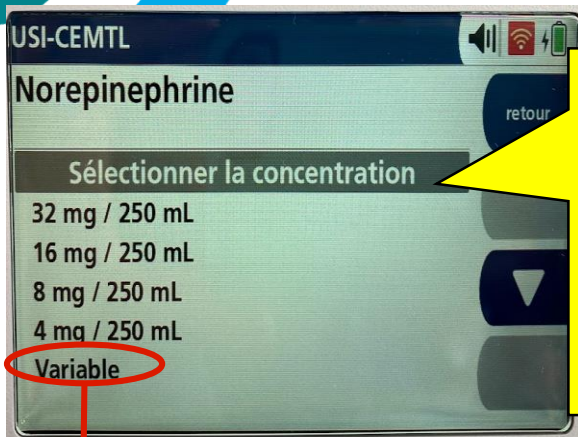 USI-CEMTL
Norepinephrine
retour
Sélectionner la concentration
32 mg / 250 mL
16 mg / 250 mL
8 mg / 250 mL
4 mg / 250 mL
Variable